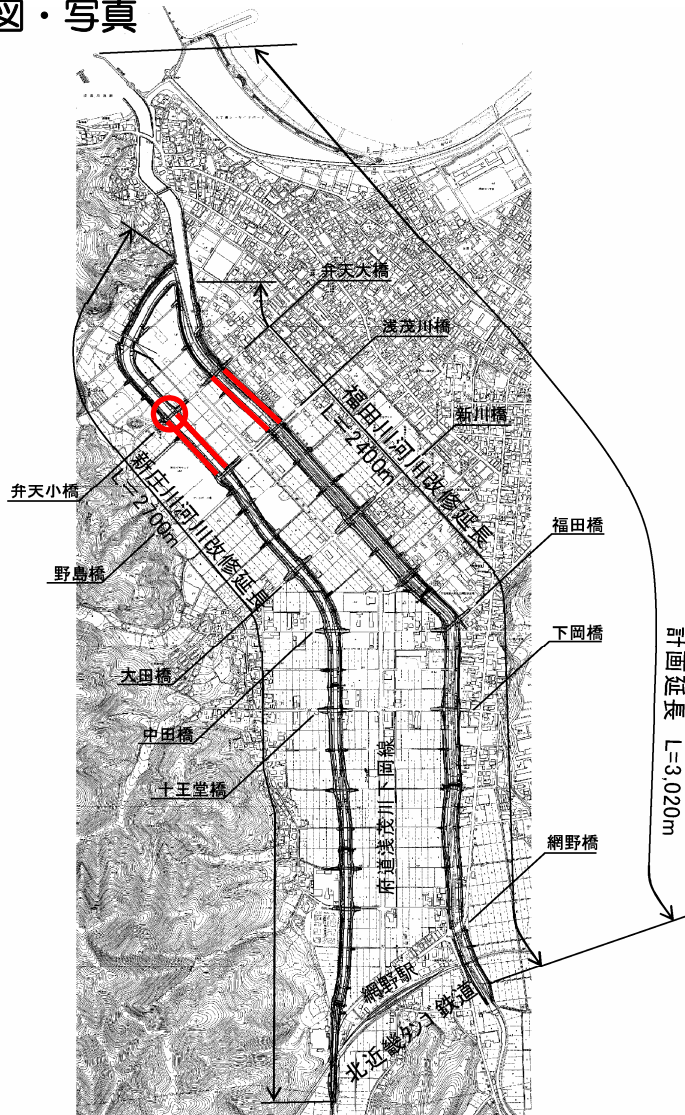 図・写真
弁天大橋
浅茂川橋
福田川河川改修延長
L=2400m
新川橋
弁天小橋
新庄川河川改修延長
L=2700m
福田橋
野島橋
下岡橋
大田橋
中田橋
十王堂橋
計画延長 L=3,020m
府道浅茂川下岡線
網野橋
網野駅
北近畿タンゴ鉄道